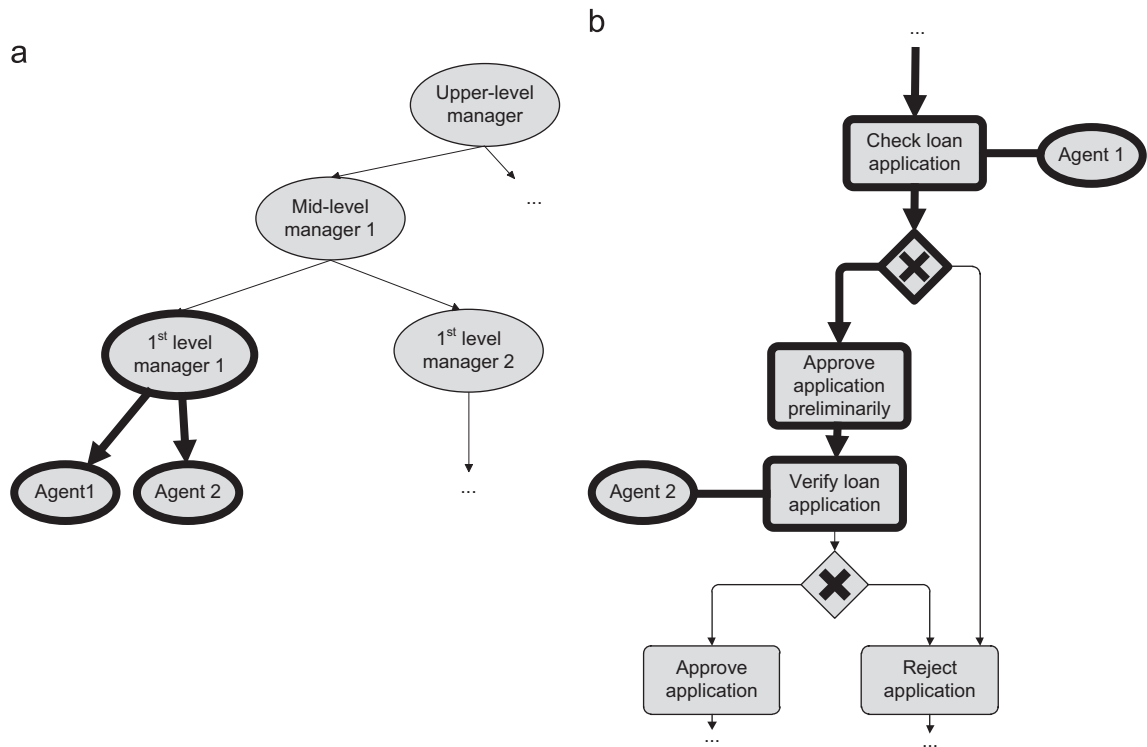 a
Upper-level
manager
...
Mid-level
manager 1
1st level
manager 1
1st level
manager 2
Agent1
Agent 2
...
b
...
Check loan
application
Agent 1
Approve
application
preliminarily
Agent 2
Verify loan
application
Approve
application
Reject
application
...
...